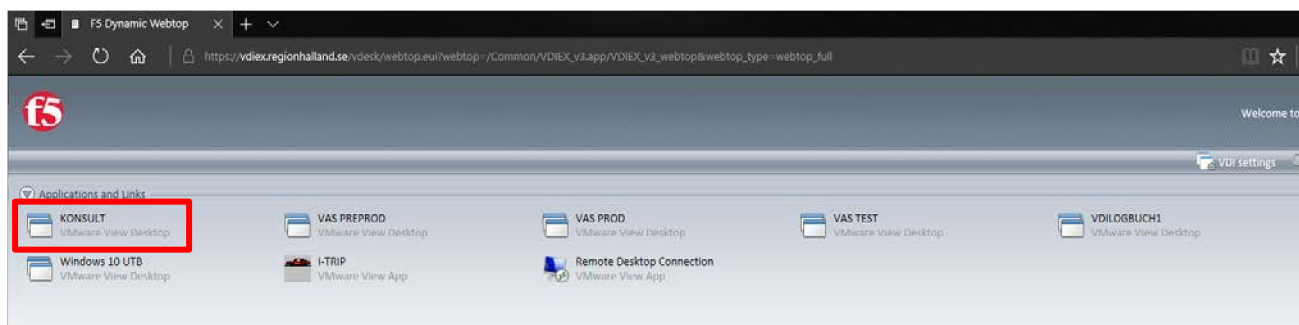 F5 Dynamic Webtop
https://vdiex.regionhalland.se/vdesk/webtop.eui?webtop=/Common/VDIEX_v3.app/VDIEX_v3_webtop&webtop_type=webtop_full
f5
Welcome to
VDI settings
Applications and Links
KONSULT VAS PREPROD VAS PROD VAS TEST VDILOGBUCH1
VMware View Desktop VMware View Desktop VMware View Desktop VMware View Desktop VMware View Desktop
Windows 10 UTB I-TRIP Remote Desktop Connection
VMware View Desktop VMware View App VMware View App